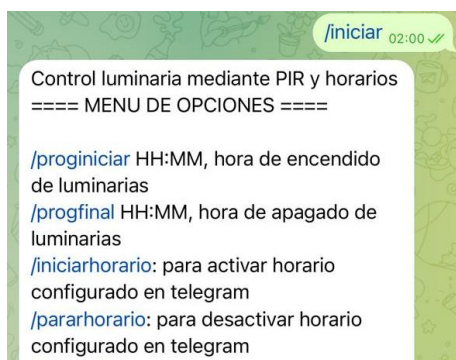 /iniciar 02:00
Control luminaria mediante PIR y horarios
==== MENU DE OPCIONES ====
/proginiciar HH:MM, hora de encendido
de luminarias
/progfinal HH:MM, hora de apagado de
luminarias
/iniciarhorario: para activar horario
configurado en telegram
/pararhorario: para desactivar horario
configurado en telegram